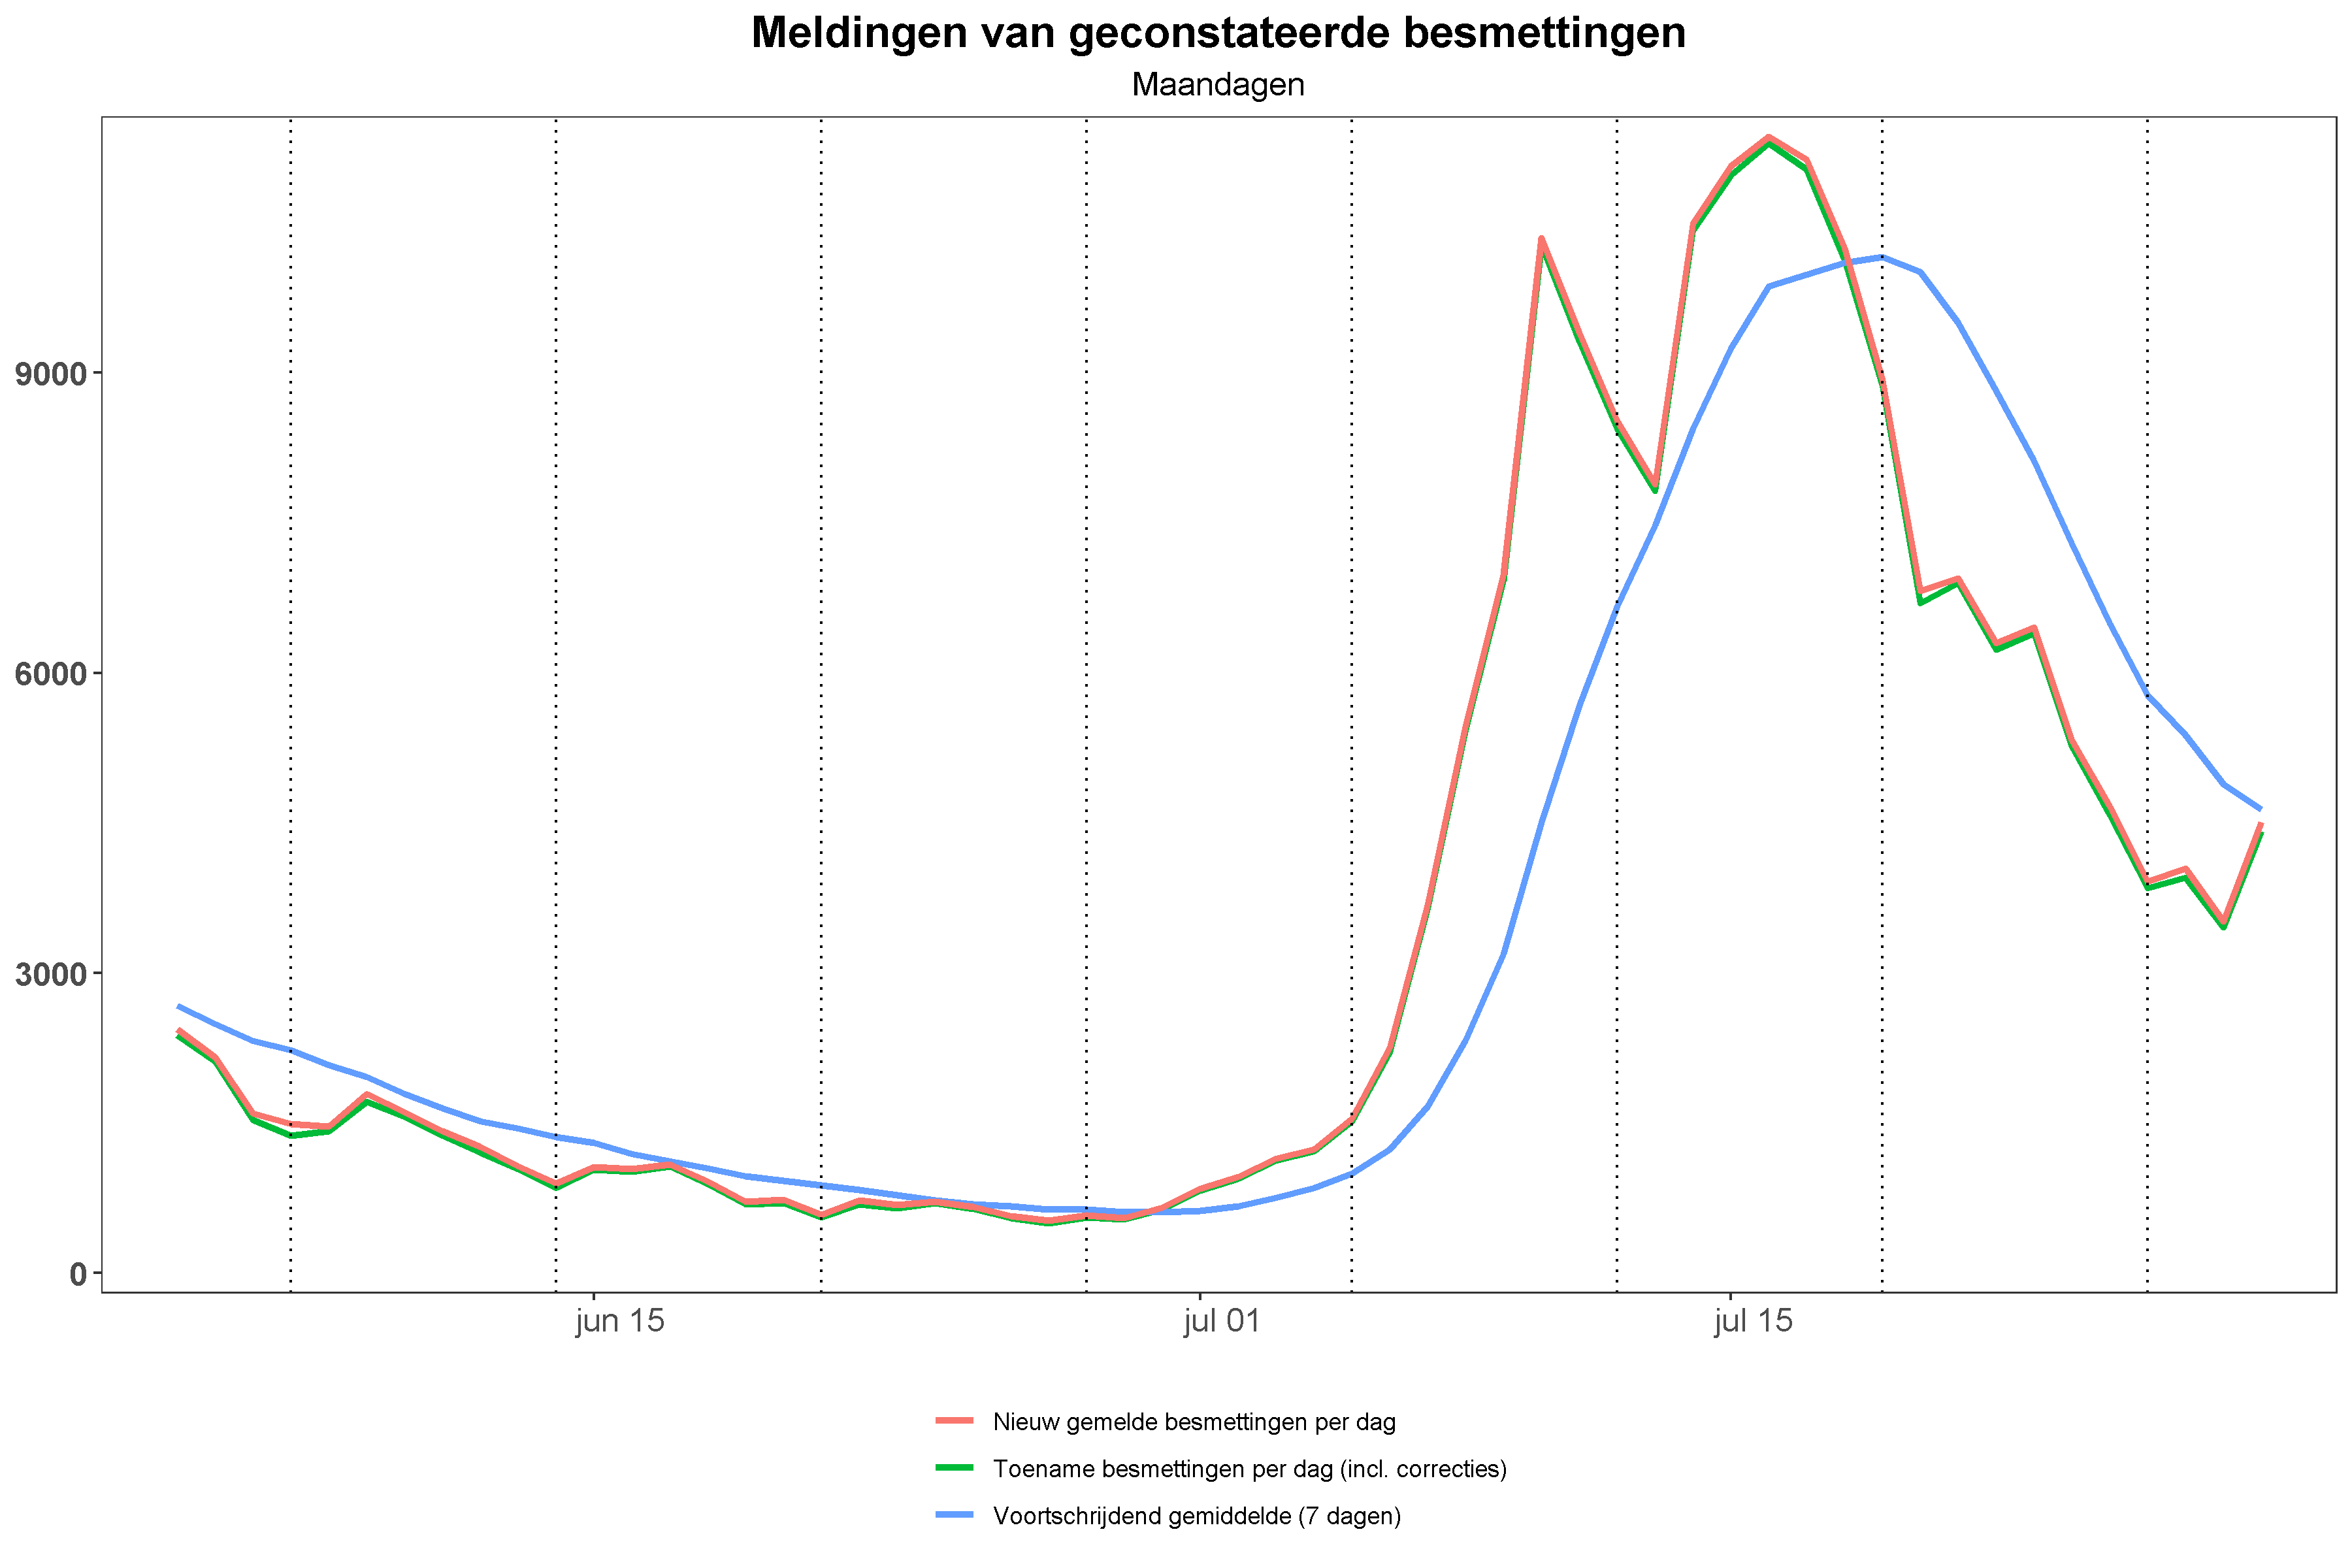 Meldingen van geconstateerde besmettingen
Maandagen
9000
6000
3000
0
jun 15
jul 01
jul 15
Nieuw gemelde besmettingen per dag
Toename besmettingen per dag (incl. correcties)
Voortschrijdend gemiddelde (7 dagen)